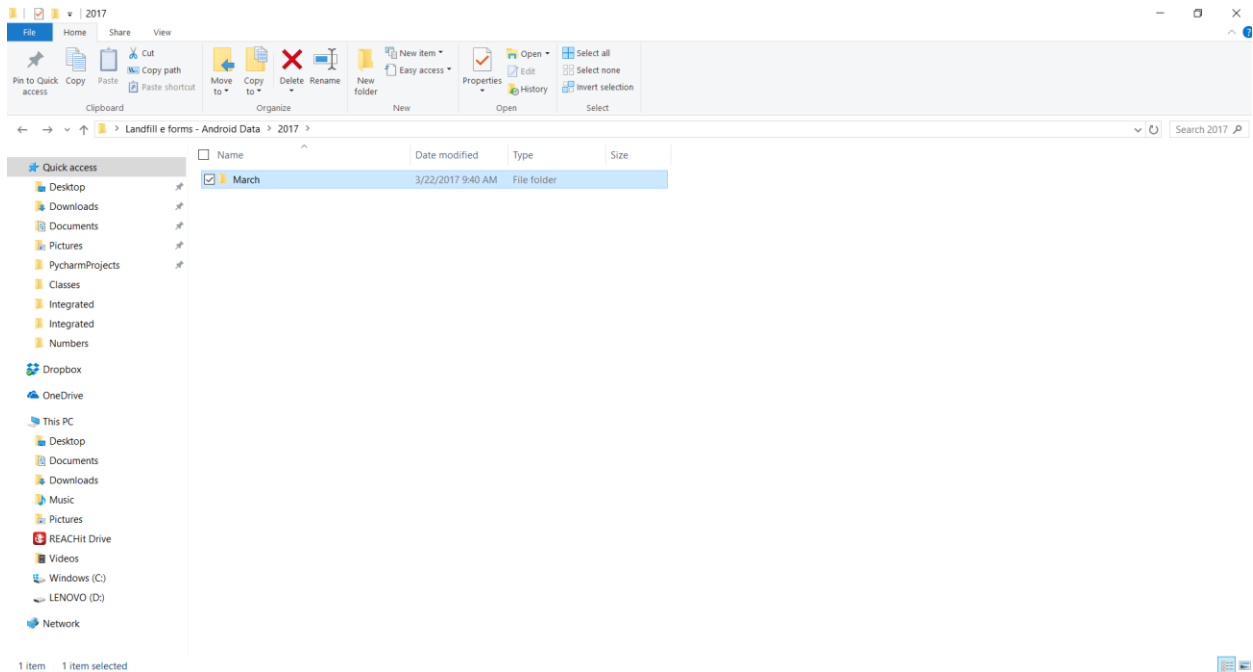 2017
File Home Share View
Pin to Quick access
Copy
Paste
Cut
Copy path
Paste shortcut
Clipboard
Move to
Copy to
Delete
Rename
Organize
New folder
New item
Easy access
New
Properties
Open
Edit
History
Open
Select all
Select none
Invert selection
Select
> Landfill e forms - Android Data > 2017 >
Search 2017
Name Date modified Type Size
March 3/22/2017 9:40 AM File folder
Quick access
Desktop
Downloads
Documents
Pictures
PycharmProjects
Classes
Integrated
Integrated
Numbers
Dropbox
OneDrive
This PC
Desktop
Documents
Downloads
Music
Pictures
REACHit Drive
Videos
Windows (C:)
LENOVO (D:)
Network
1 item 1 item selected